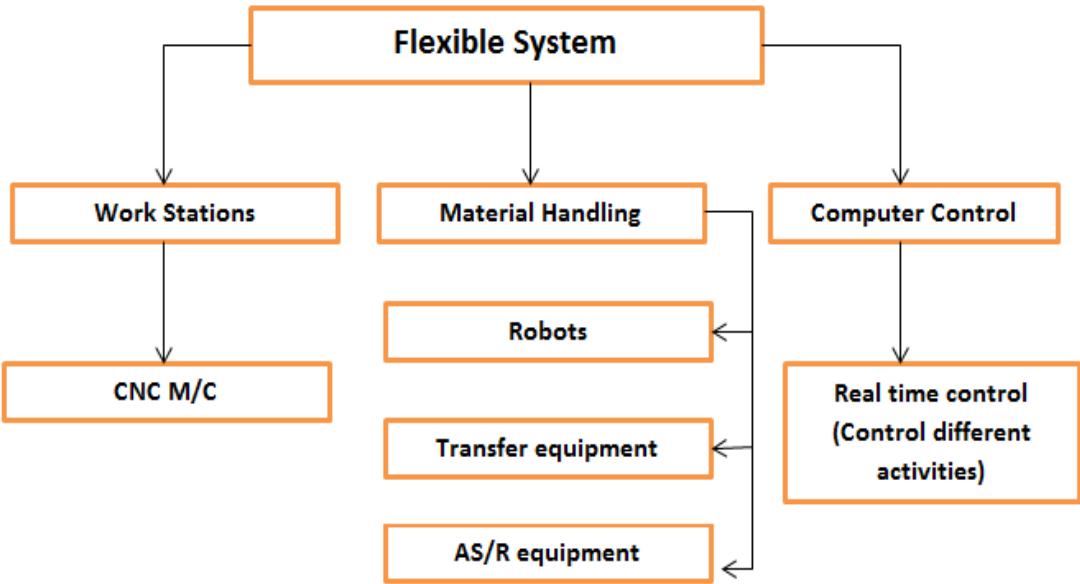 Flexible System
Work Stations
Material Handling
Computer Control
Robots
CNC M/C
Real time control
(Control different
activities)
Transfer equipment
AS/R equipment